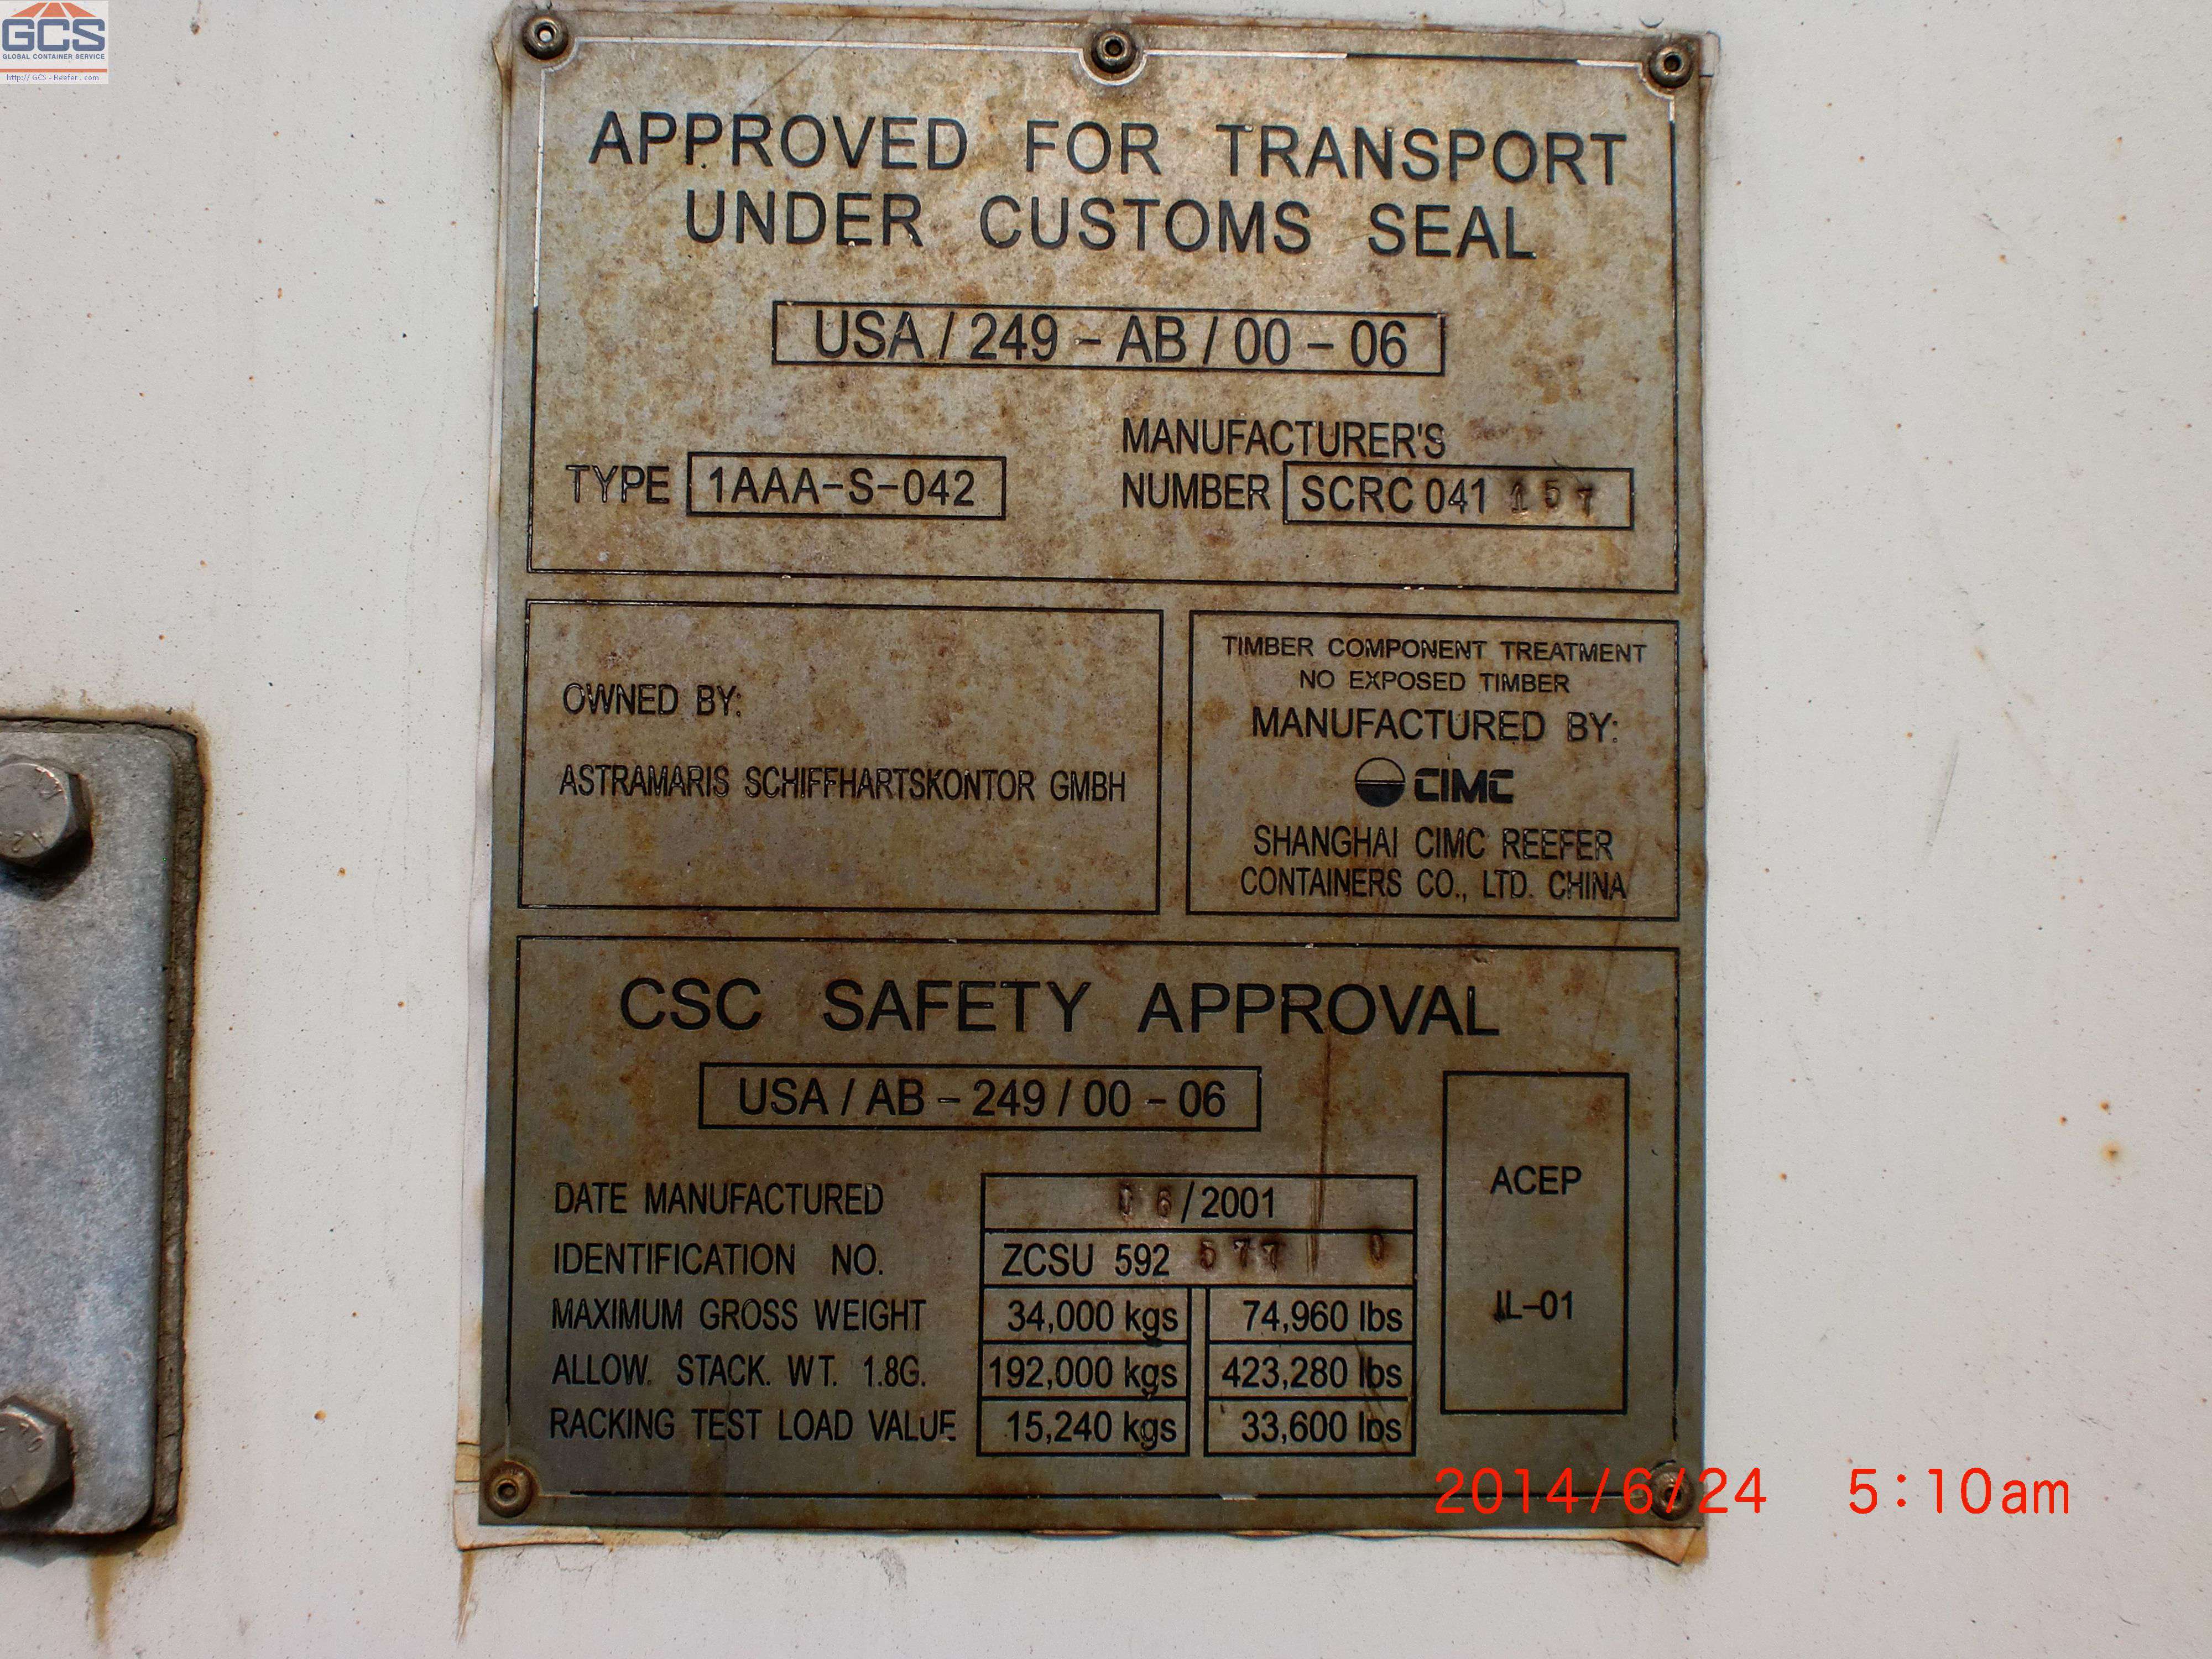 GCS
GLOBAL CONTAINER SERVICE
http:// GCS - Reefer . com
APPROVED FOR TRANSPORT
UNDER CUSTOMS SEAL
USA / 249 - AB / 00 - 06
MANUFACTURER'S
TYPE 1AAA-S-042 NUMBER SCRC 041 157
OWNED BY:
ASTRAMARIS SCHIFFHARTSKONTOR GMBH
TIMBER COMPONENT TREATMENT
NO EXPOSED TIMBER
MANUFACTURED BY:
CIMC
SHANGHAI CIMC REEFER
CONTAINERS CO., LTD. CHINA
CSC SAFETY APPROVAL
USA / AB - 249 / 00 - 06
DATE MANUFACTURED 06/2001
IDENTIFICATION NO. ZCSU 592 577 0
MAXIMUM GROSS WEIGHT 34,000 kgs 74,960 lbs
ALLOW. STACK. WT. 1.8G. 192,000 kgs 423,280 lbs
RACKING TEST LOAD VALUE 15,240 kgs 33,600 lbs
ACEP
IL-01
2014/6/24 5:10am